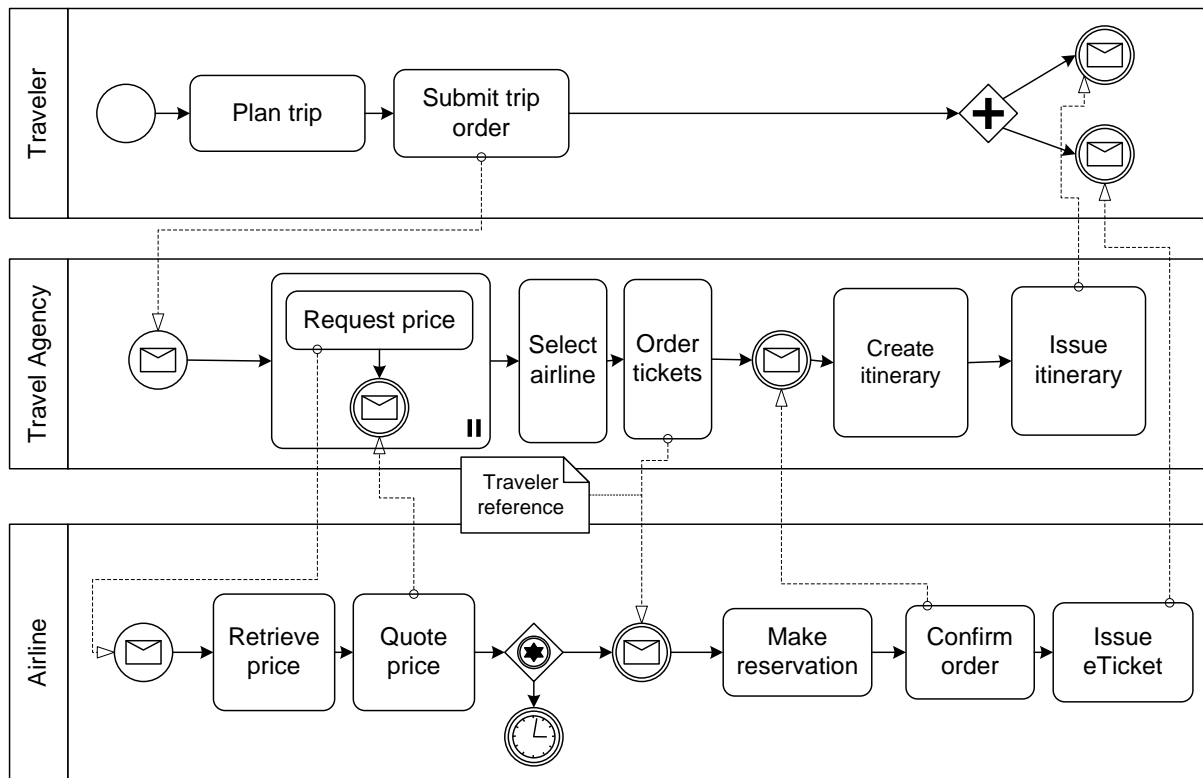 Traveler
Plan trip
Submit trip
order
Travel Agency
Request price
Select
airline
Order
tickets
Create
itinerary
Issue
itinerary
Traveler
reference
Airline
Retrieve
price
Quote
price
Make
reservation
Confirm
order
Issue
eTicket